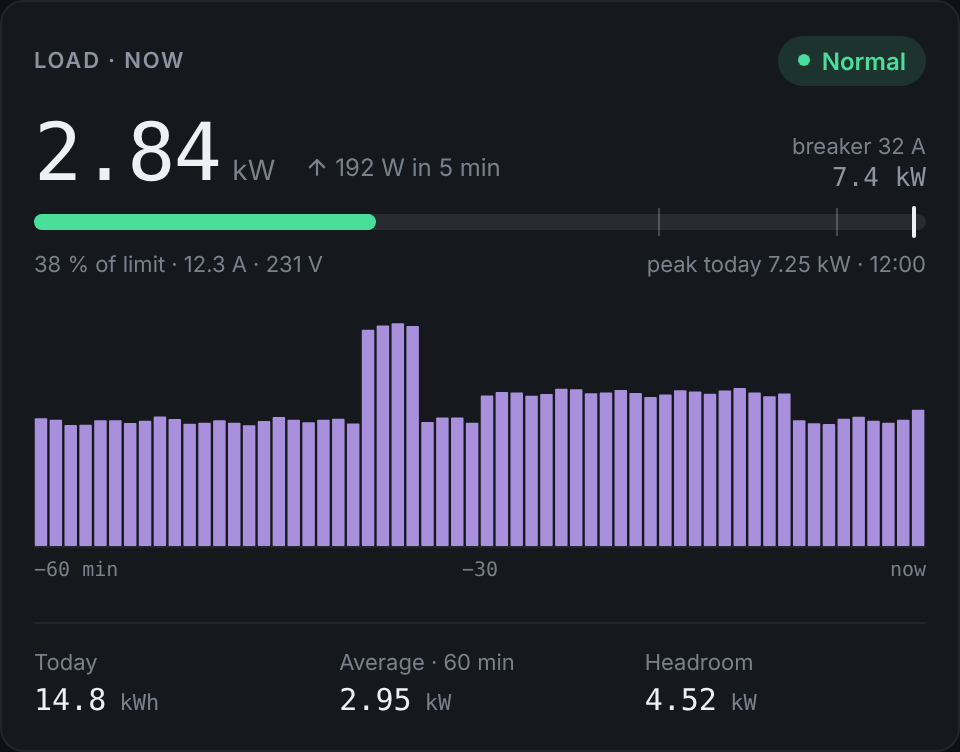 LOAD · NOW
Normal
2.84 kW
↑ 192 W in 5 min
breaker 32 A
7.4 kW
38 % of limit · 12.3 A · 231 V
peak today 7.25 kW · 12:00
−60 min
−30
now
Today
Average · 60 min
Headroom
14.8 kWh
2.95 kW
4.52 kW